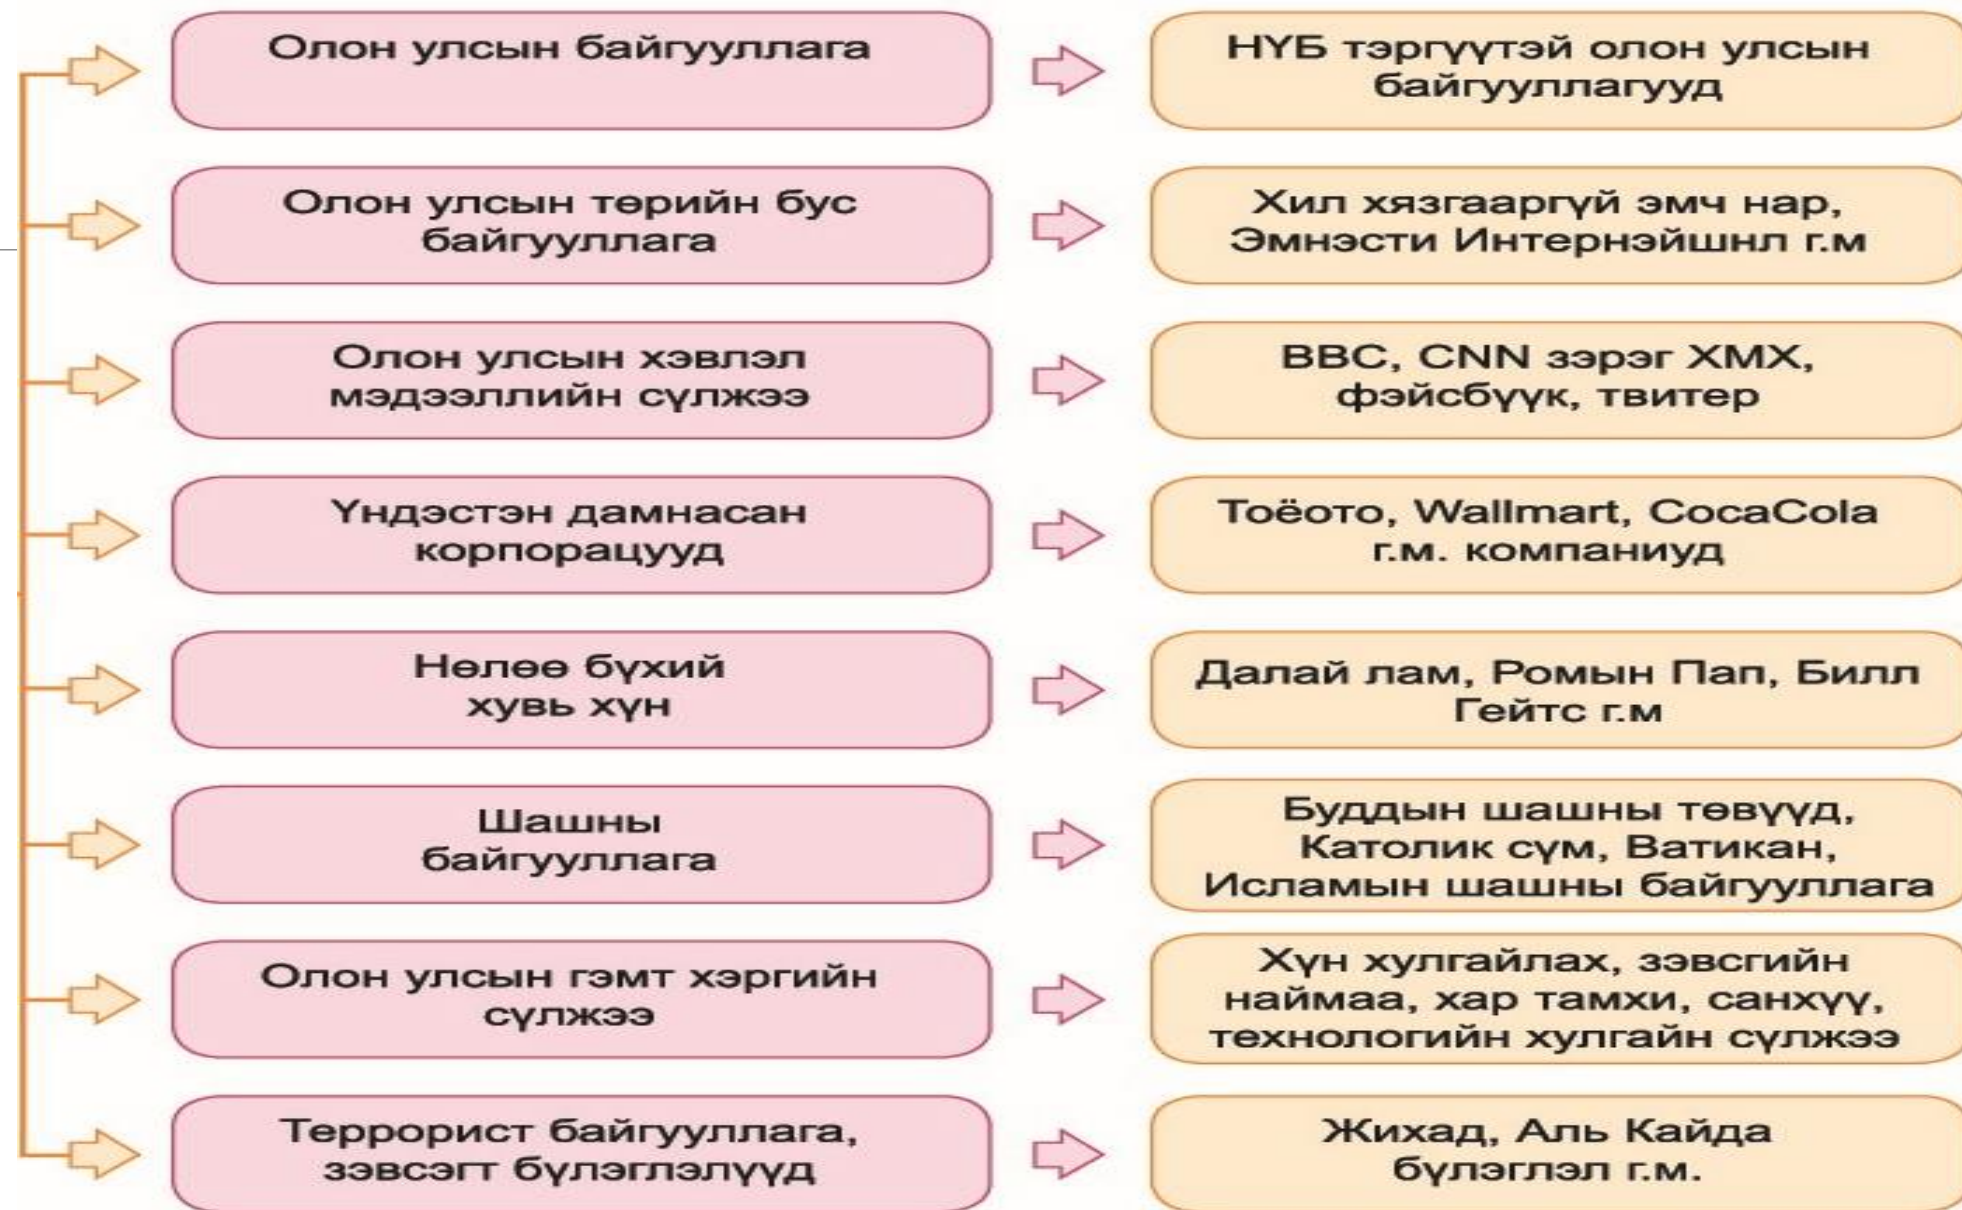 Олон улсын байгууллага
НҮБ тэргүүтэй олон улсын
байгууллагууд
Олон улсын төрийн бус
байгууллага
Хил хязгааргүй эмч нар,
Эмнэсти Интернэйшнл г.м
Олон улсын хэвлэл
мэдээллийн сүлжээ
BBC, CNN зэрэг ХМХ,
фэйсбүүк, твитер
Үндэстэн дамнасан
корпорацууд
Тоёото, Wallmart, CocaCola
г.м. компаниуд
Нөлөө бүхий
хувь хүн
Далай лам, Ромын Пап, Билл
Гейтс г.м
Шашны
байгууллага
Буддын шашны төвүүд,
Католик сүм, Ватикан,
Исламын шашны байгууллага
Олон улсын гэмт хэргийн
сүлжээ
Хүн хулгайлах, зэвсгийн
наймаа, хар тамхи, санхүү,
технологийн хулгайн сүлжээ
Террорист байгууллага,
зэвсэгт бүлэглэлүүд
Жихад, Аль Кайда
бүлэглэл г.м.